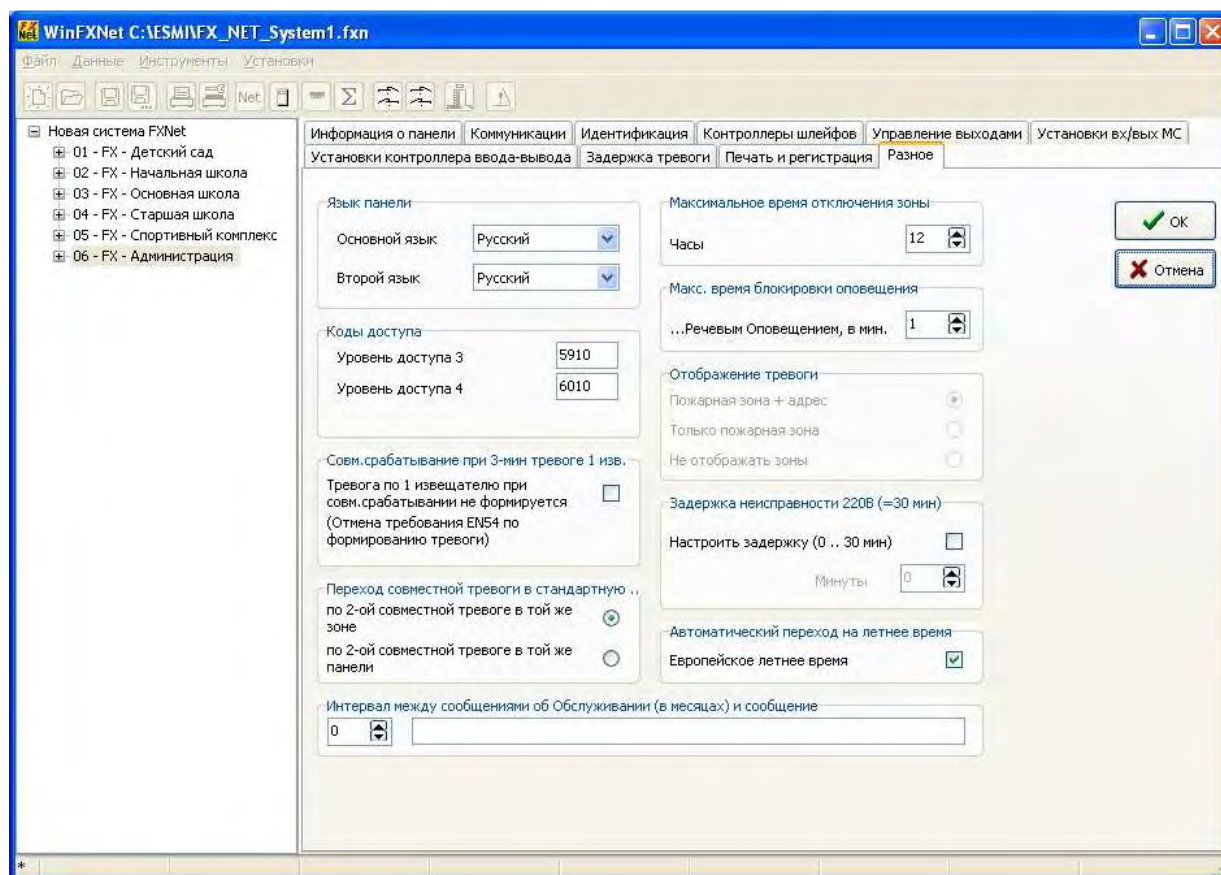 WinFXNet C:\ESMI\FX_NET_System1.fxn
Файл Данные Инструменты Установки
Net
Новая система FXNet
01 - FX - Детский сад
02 - FX - Начальная школа
03 - FX - Основная школа
04 - FX - Старшая школа
05 - FX - Спортивный комплекс
06 - FX - Администрация
Информация о панели Коммуникации Идентификация Контроллеры шлейфов Управление выходами Установки вх/вых МС
Установки контроллера ввода-вывода Задержка тревоги Печать и регистрация Разное
Язык панели
Основной язык Русский
Второй язык Русский
Коды доступа
Уровень доступа 3 5910
Уровень доступа 4 6010
Совм.срабатывание при 3-мин тревоге 1 изв.
Тревога по 1 извещателю при
совм.срабатывании не формируется
(Отмена требования EN54 по
формированию тревоги)
Переход совместной тревоги в стандартную ..
по 2-ой совместной тревоге в той же
зоне
по 2-ой совместной тревоге в той же
панели
Интервал между сообщениями об Обслуживании (в месяцах) и сообщение
0
Максимальное время отключения зоны
Часы 12
Макс. время блокировки оповещения
...Речевым Оповещением, в мин. 1
Отображение тревоги
Пожарная зона + адрес
Только пожарная зона
Не отображать зоны
Задержка неисправности 220В (=30 мин)
Настроить задержку (0 .. 30 мин)
Минуты 0
Автоматический переход на летнее время
Европейское летнее время
ОК
Отмена
*